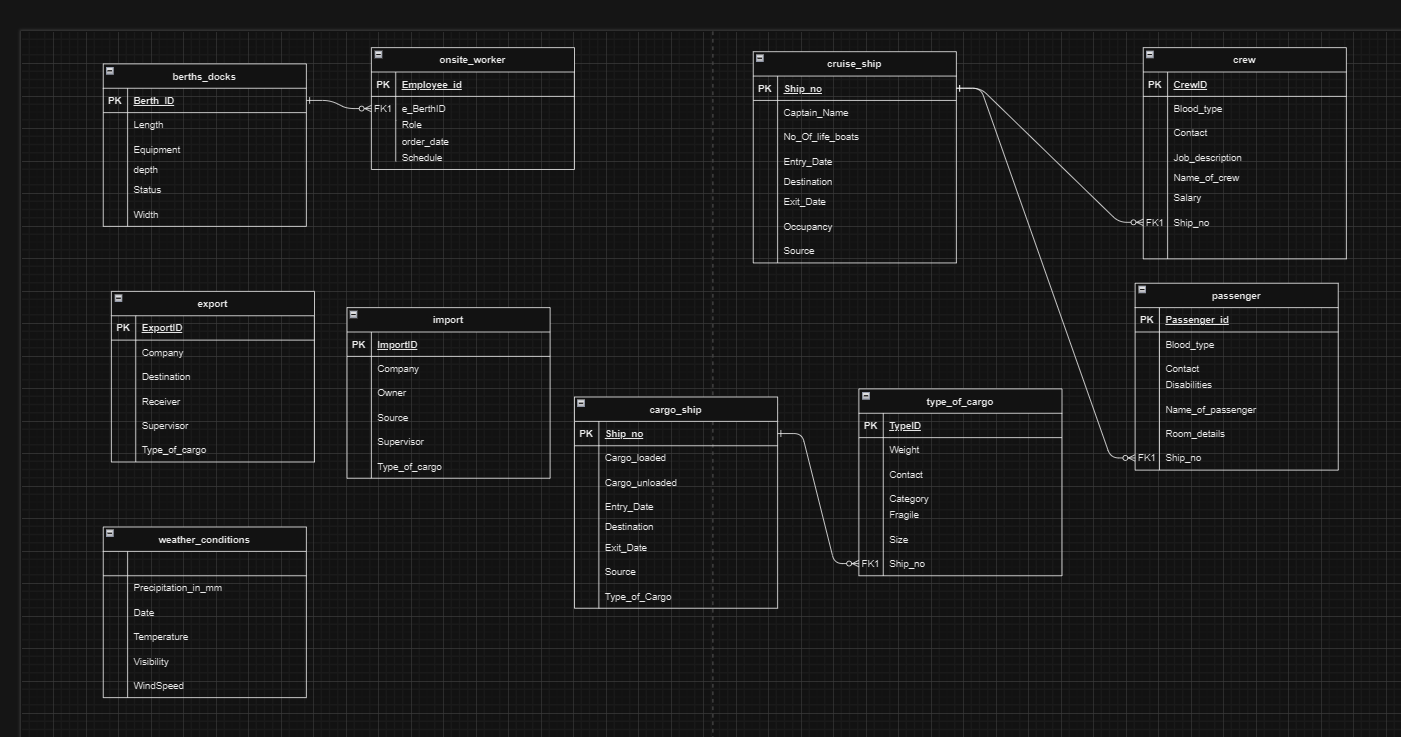 berths_docks
PK Berth_ID
Length
Equipment
depth
Status
Width
onsite_worker
PK Employee_id
FK1 e_BerthID
Role
order_date
Schedule
cruise_ship
PK Ship_no
Captain_Name
No_Of_life_boats
Entry_Date
Destination
Exit_Date
Occupancy
Source
crew
PK CrewID
Blood_type
Contact
Job_description
Name_of_crew
Salary
FK1 Ship_no
export
PK ExportID
Company
Destination
Receiver
Supervisor
Type_of_cargo
import
PK ImportID
Company
Owner
Source
Supervisor
Type_of_cargo
cargo_ship
PK Ship_no
Cargo_loaded
Cargo_unloaded
Entry_Date
Destination
Exit_Date
Source
Type_of_Cargo
type_of_cargo
PK TypeID
Weight
Contact
Category
Fragile
Size
FK1 Ship_no
passenger
PK Passenger_id
Blood_type
Contact
Disabilities
Name_of_passenger
Room_details
FK1 Ship_no
weather_conditions
Precipitation_in_mm
Date
Temperature
Visibility
WindSpeed